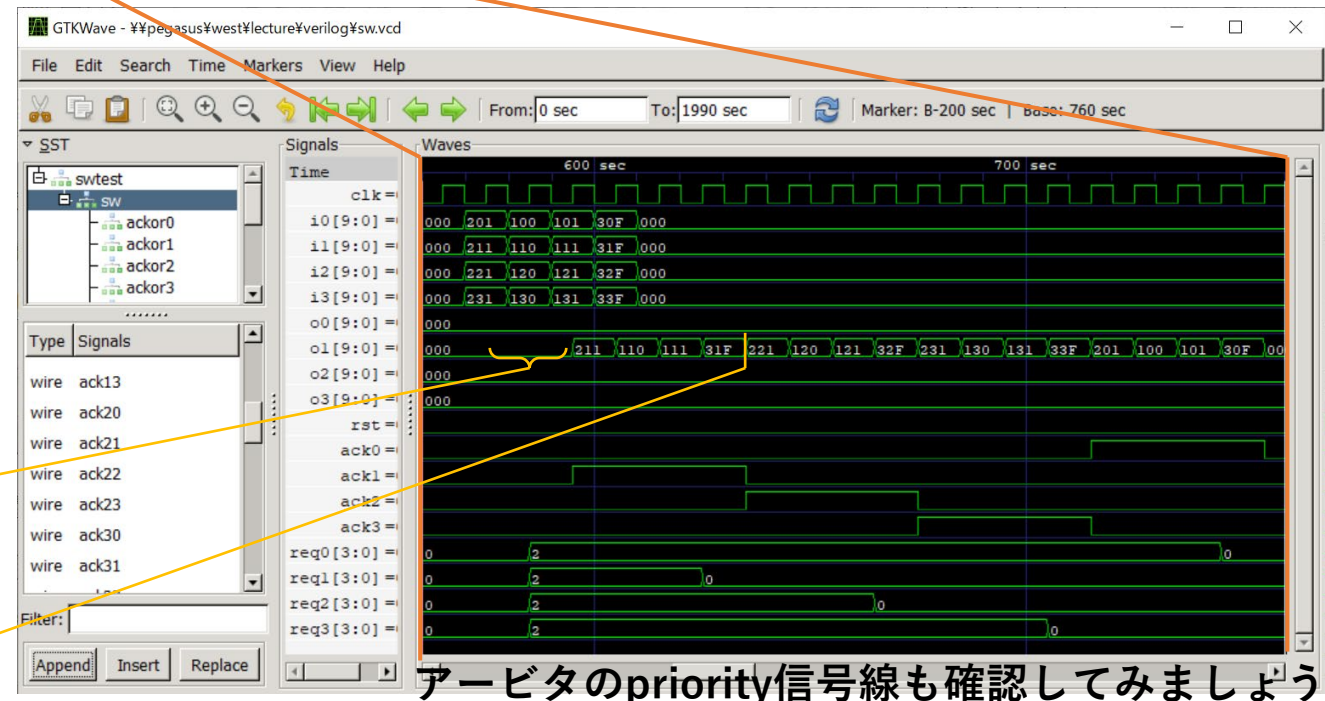 GTKWave - ¥¥pegasus¥west¥lecture¥verilog¥sw.vcd
File Edit Search Time Markers View Help
From: 0 sec To: 1990 sec Marker: B-200 sec | Base: 760 sec
SST
swtest
sw
ackor0
ackor1
ackor2
ackor3
Type Signals
wire ack13
wire ack20
wire ack21
wire ack22
wire ack23
wire ack30
wire ack31
Filter:
Append Insert Replace
Signals
Time
clk=
i0[9:0] =
i1[9:0] =
i2[9:0] =
i3[9:0] =
o0[9:0] =
o1[9:0] =
o2[9:0] =
o3[9:0] =
rst=
ack0=
ack1=
ack2=
ack3=
req0[3:0] =
req1[3:0] =
req2[3:0] =
req3[3:0] =
Waves
600 sec 700 sec
000 201 100 101 30F 000
000 211 110 111 31F 000
000 221 120 121 32F 000
000 231 130 131 33F 000
000
000 211 110 111 31F 221 120 121 32F 231 130 131 33F 201 100 101 30F 00
000
000
0 2 0
0 2 0
0 2 0
0 2 0
アービタのpriority信号線も確認してみましょう